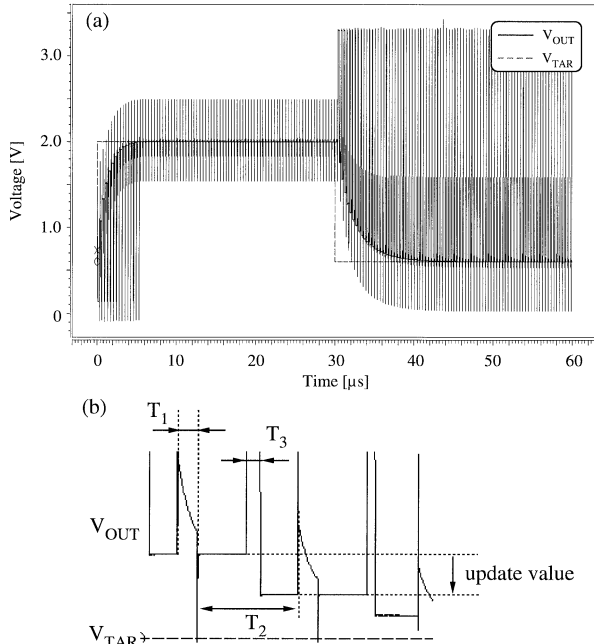 (a)
3.0
2.0
1.0
0
Voltage [V]
V_OUT
V_TAR
0
10
20
30
40
50
60
Time [µs]
(b)
T_1
T_3
V_OUT
update value
T_2
V_TAR